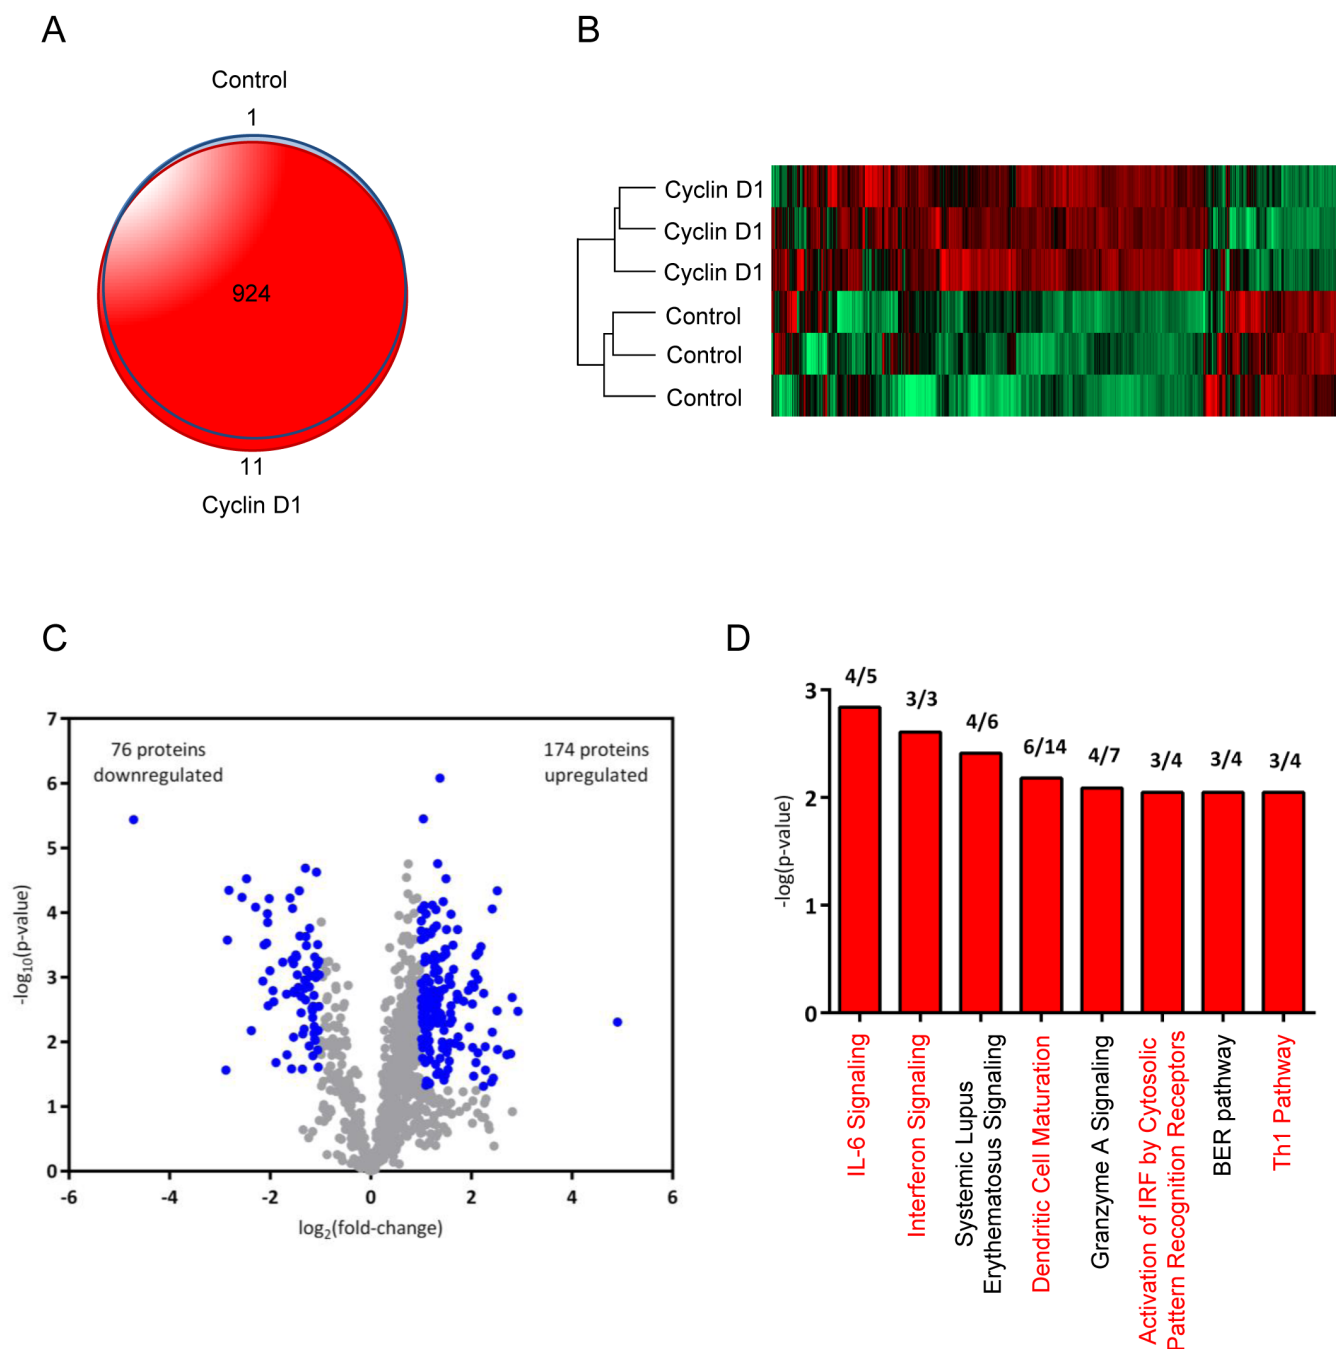 A
Control
1
924
11
Cyclin D1
B
Cyclin D1
Cyclin D1
Cyclin D1
Control
Control
Control
C
76 proteins
downregulated
174 proteins
upregulated
7
6
5
4
3
2
1
0
-log10(p-value)
-6
-4
-2
0
2
4
6
log2(fold-change)
D
4/5
3/3
4/6
6/14
4/7
3/4
3/4
3/4
3
2
1
0
-log(p-value)
IL-6 Signaling
Interferon Signaling
Systemic Lupus
Erythematosus Signaling
Dendritic Cell Maturation
Granzyme A Signaling
Activation of IRF by Cytosolic
Pattern Recognition Receptors
BER pathway
Th1 Pathway